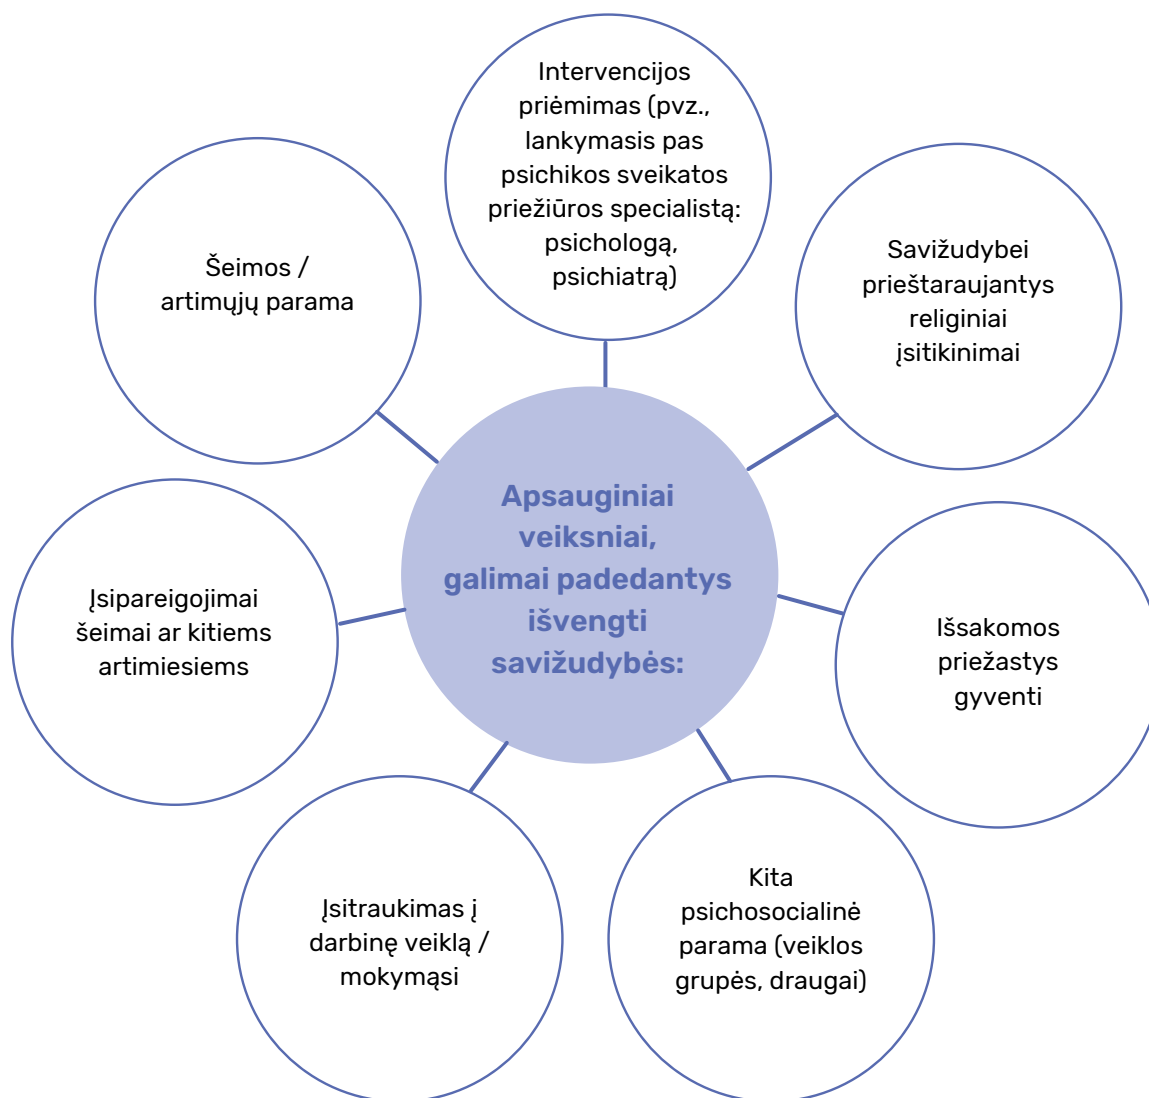 Intervencijos
priėmimas (pvz.,
lankymasis pas
psichikos sveikatos
priežiūros specialistą:
psichologą,
psichiatrą)
Savižudybei
prieštaraujantys
religiniai
įsitikinimai
Šeimos /
artimųjų parama
Apsauginiai
veiksniai,
galimai padedantys
išvengti
savižudybės:
Įsipareigojimai
šeimai ar kitiems
artimiesiems
Išsakomos
priežastys
gyventi
Įsitraukimas į
darbinę veiklą /
mokymąsi
Kita
psichosocialinė
parama (veiklos
grupės, draugai)